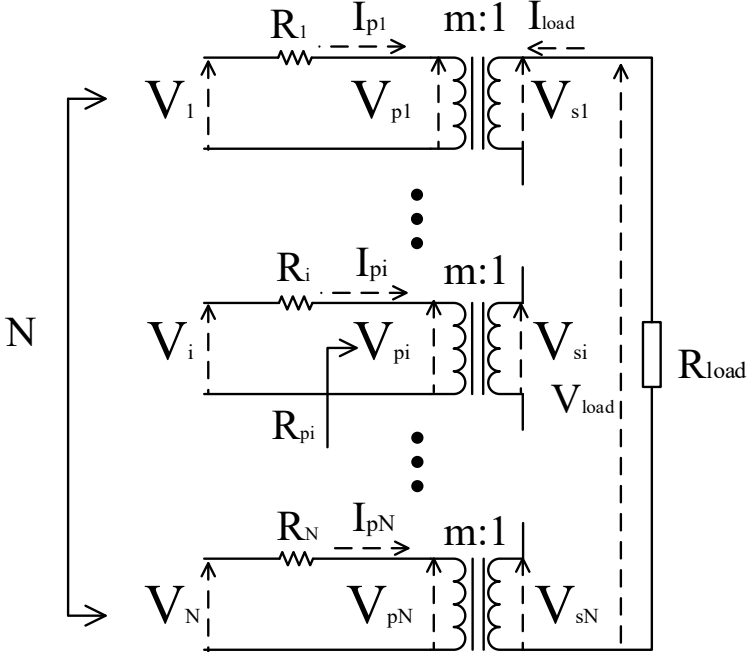 R1 Ip1 m:1 Iload
V1 Vp1 Vs1
Ri Ipi m:1
N Vi Vpi Vsi Rload
Rpi Vload
RN IpN m:1
VN VpN VsN